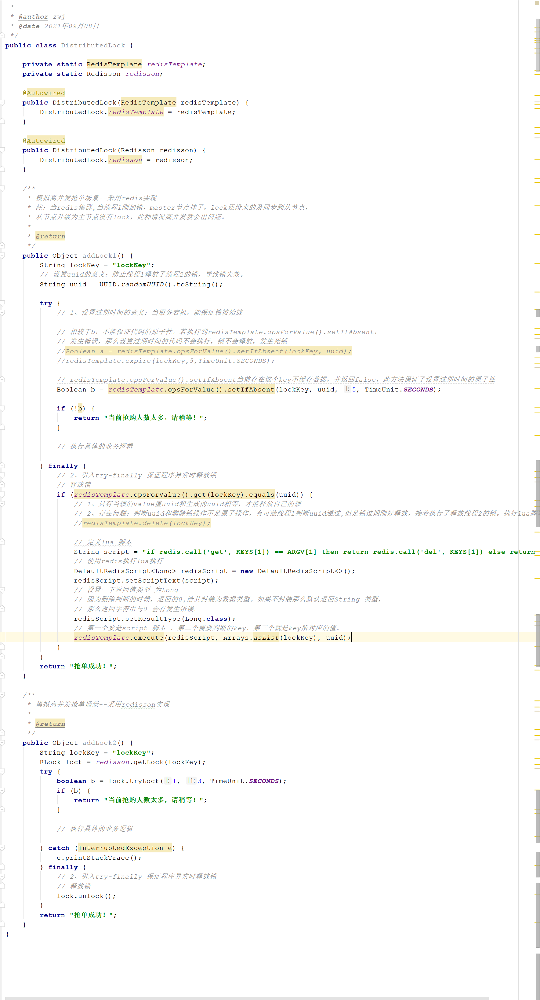 *
* @author zwj
* @date 2021年09月08日
*/
public class DistributedLock {
private static RedisTemplate redisTemplate;
private static Redisson redisson;
@Autowired
public DistributedLock(RedisTemplate redisTemplate) {
DistributedLock.redisTemplate = redisTemplate;
}
@Autowired
public DistributedLock(Redisson redisson) {
DistributedLock.redisson = redisson;
}
/**
* 模拟高并发抢单场景--采用redis实现
* 注：当redis集群,当线程1刚加锁，master节点挂了，lock还没来的及同步到从节点，
* 从节点升级为主节点没有lock，此种情况高并发就会出问题。
*
* @return
*/
public Object addLock1() {
String lockKey = "lockKey";
// 设置uuid的意义：防止线程1释放了线程2的锁，导致锁失效。
String uuid = UUID.randomUUID().toString();
try {
// 1、设置过期时间的意义：当服务宕机，能保证锁被始放
// 相较于b，不能保证代码的原子性，若执行到redisTemplate.opsForValue().setIfAbsent，
// 发生错误，那么设置过期时间的代码不会执行，锁不会释放，发生死锁
//Boolean a = redisTemplate.opsForValue().setIfAbsent(lockKey, uuid);
//redisTemplate.expire(lockKey,5,TimeUnit.SECONDS);
// redisTemplate.opsForValue().setIfAbsent当前存在这个key不缓存数据，并返回false，此方法保证了设置过期时间的原子性
Boolean b = redisTemplate.opsForValue().setIfAbsent(lockKey, uuid, l: 5, TimeUnit.SECONDS);
if (!b) {
return "当前抢购人数太多，请稍等！";
}
// 执行具体的业务逻辑
} finally {
// 2、引入try-finally 保证程序异常时释放锁
// 释放锁
if (redisTemplate.opsForValue().get(lockKey).equals(uuid)) {
// 1、只有当锁的value值uuid和生成的uuid相等，才能释放自己的锁
// 2、存在问题：判断uuid和删除锁操作不是原子操作，有可能线程1判断uuid通过,但是锁过期刚好释放，接着执行了释放线程2的锁。执行lua脚
//redisTemplate.delete(lockKey);
// 定义lua 脚本
String script = "if redis.call('get', KEYS[1]) == ARGV[1] then return redis.call('del', KEYS[1]) else return
// 使用redis执行lua执行
DefaultRedisScript<Long> redisScript = new DefaultRedisScript<>();
redisScript.setScriptText(script);
// 设置一下返回值类型 为Long
// 因为删除判断的时候，返回的0,给其封装为数据类型。如果不封装那么默认返回String 类型，
// 那么返回字符串与0 会有发生错误。
redisScript.setResultType(Long.class);
// 第一个要是script 脚本 ，第二个需要判断的key，第三个就是key所对应的值。
redisTemplate.execute(redisScript, Arrays.asList(lockKey), uuid);
}
}
return "抢单成功！";
}
/**
* 模拟高并发抢单场景--采用redisson实现
*
* @return
*/
public Object addLock2() {
String lockKey = "lockKey";
RLock lock = redisson.getLock(lockKey);
try {
boolean b = lock.tryLock( l: 1, l1: 3, TimeUnit.SECONDS);
if (b) {
return "当前抢购人数太多，请稍等！";
}
// 执行具体的业务逻辑
} catch (InterruptedException e) {
e.printStackTrace();
} finally {
// 2、引入try-finally 保证程序异常时释放锁
// 释放锁
lock.unlock();
}
return "抢单成功！";
}
}